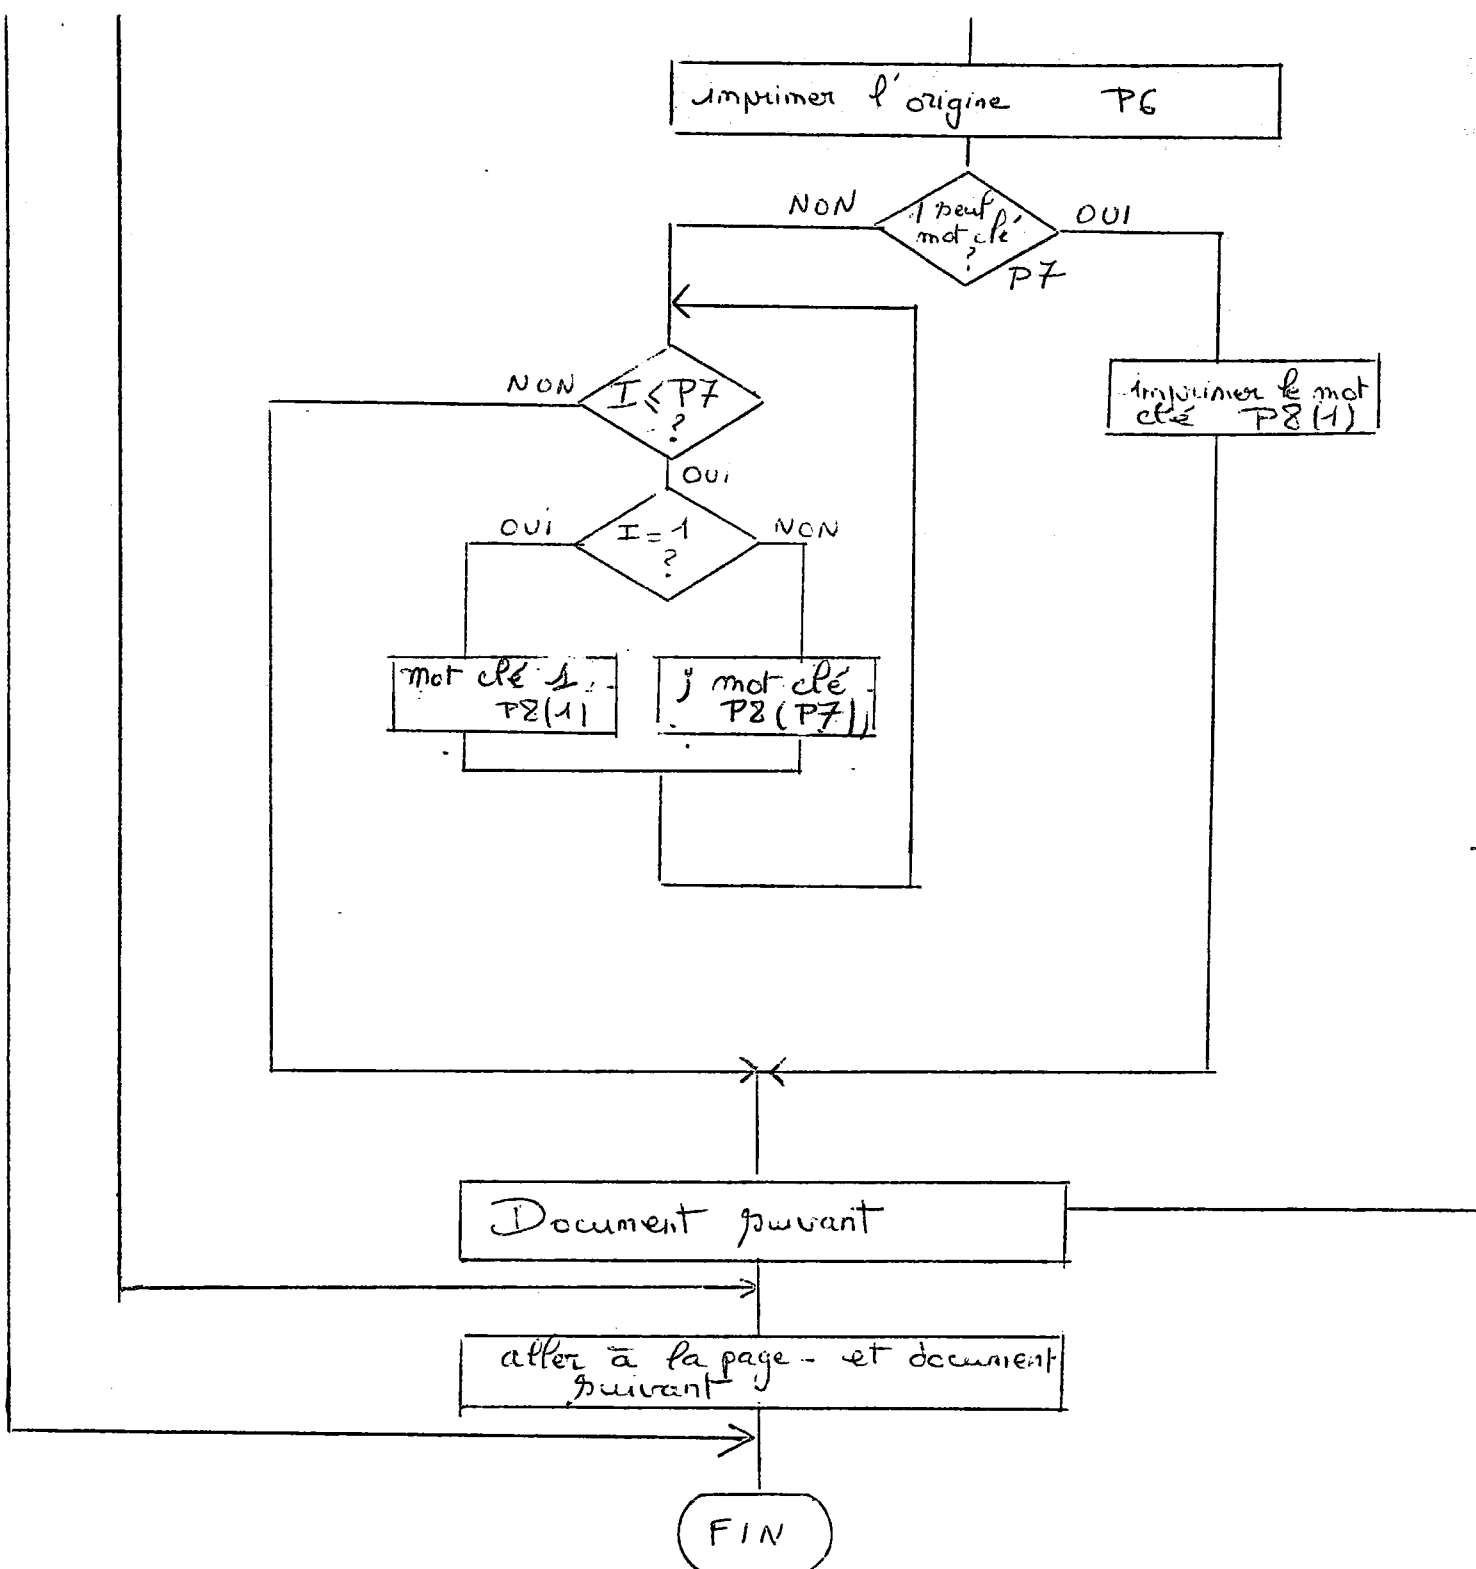 imprimer l'origine P6
NON
1 seul
mot clé
?
OUI
P7
NON
I ≤ P7
?
imprimer le mot
clé P8(1)
OUI
OUI
I = 1
?
NON
mot clé 1
P8(1)
j mot clé
P8(P7)
Document suivant
aller à la page - et document
suivant
FIN